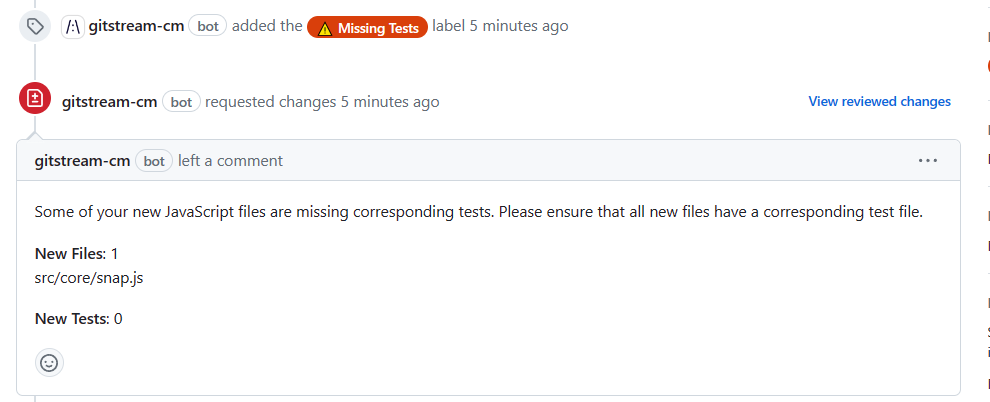 /:\ gitstream-cm bot added the ⚠️ Missing Tests label 5 minutes ago
gitstream-cm bot requested changes 5 minutes ago View reviewed changes
gitstream-cm bot left a comment ...
Some of your new JavaScript files are missing corresponding tests. Please ensure that all new files have a corresponding test file.
New Files: 1
src/core/snap.js
New Tests: 0